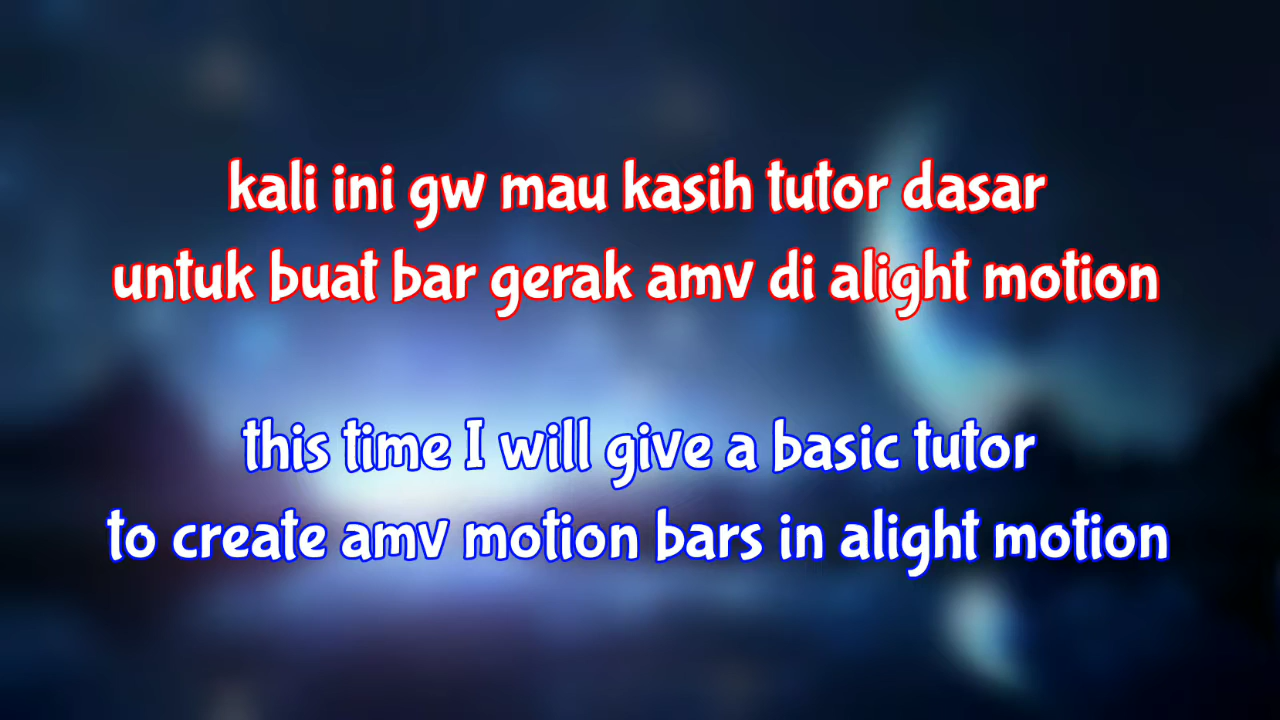 kali ini gw mau kasih tutor dasar
untuk buat bar gerak amv di alight motion
this time I will give a basic tutor
to create amv motion bars in alight motion